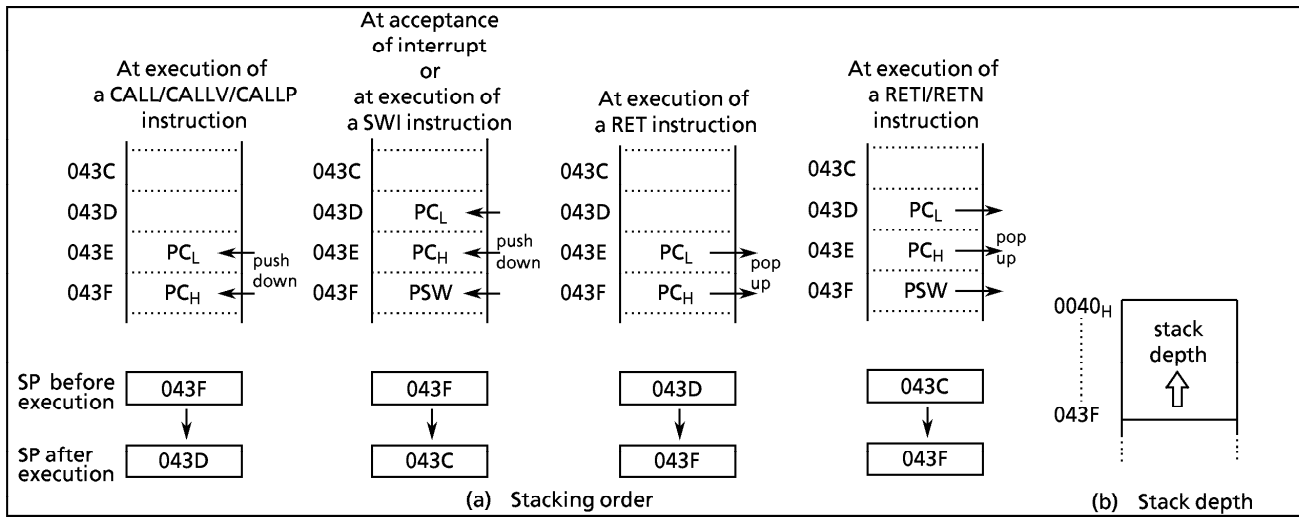 At execution of
a CALL/CALLV/CALLP
instruction
043C
043D
043E PCL
043F PCH
push
down
At acceptance
of interrupt
or
at execution of
a SWI instruction
043C
043D PCL
043E PCH
043F PSW
push
down
At execution of
a RET instruction
043C
043D
043E PCL
043F PCH
pop
up
At execution of
a RETI/RETN
instruction
043C
043D PCL
043E PCH
043F PSW
pop
up
SP before
execution
043F
043F
043D
043C
SP after
execution
043D
043C
043F
043F
(a) Stacking order
0040H
stack
depth
043F
(b) Stack depth